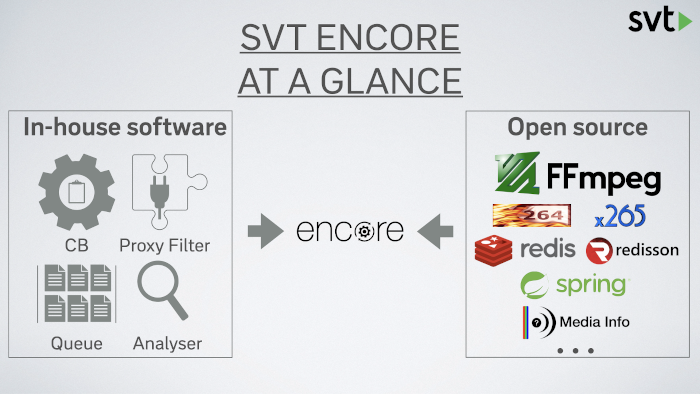 svt
SVT ENCORE
AT A GLANCE
In-house software
CB
Proxy Filter
Queue
Analyser
encore
Open source
FFmpeg
264
x265
redis
redisson
spring
?
Media Info
...